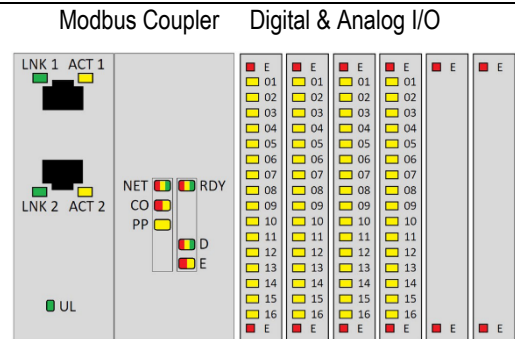 Modbus Coupler Digital & Analog I/O
LNK 1 ACT 1
LNK 2 ACT 2
UL
NET RDY
CO
PP
D
E
E E E E E E
01 01 01 01
02 02 02 02
03 03 03 03
04 04 04 04
05 05 05 05
06 06 06 06
07 07 07 07
08 08 08 08
09 09 09 09
10 10 10 10
11 11 11 11
12 12 12 12
13 13 13 13
14 14 14 14
15 15 15 15
16 16 16 16
E E E E E E